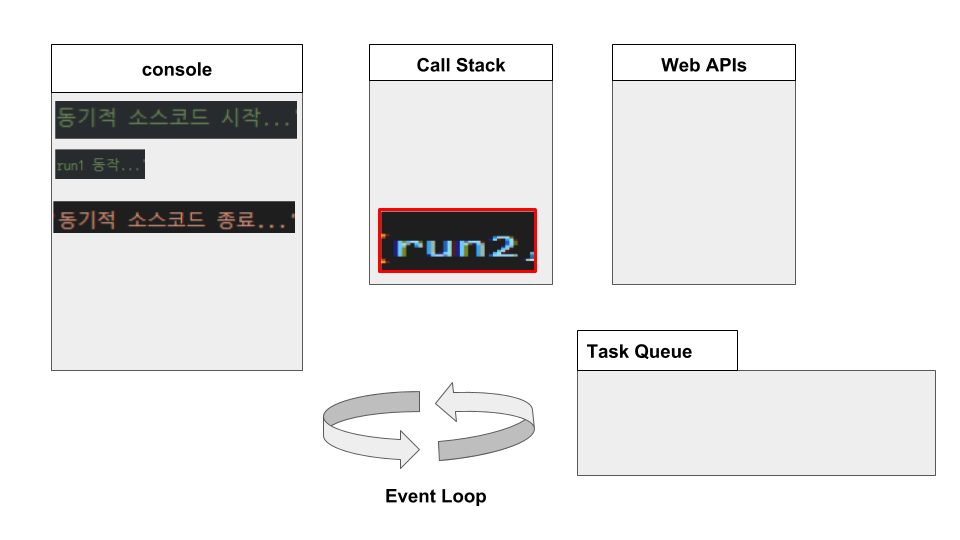 console
동기적 소스코드 시작..."
run1 동작..."
"동기적 소스코드 종료..."
Call Stack
(run2,
Web APIs
Task Queue
Event Loop